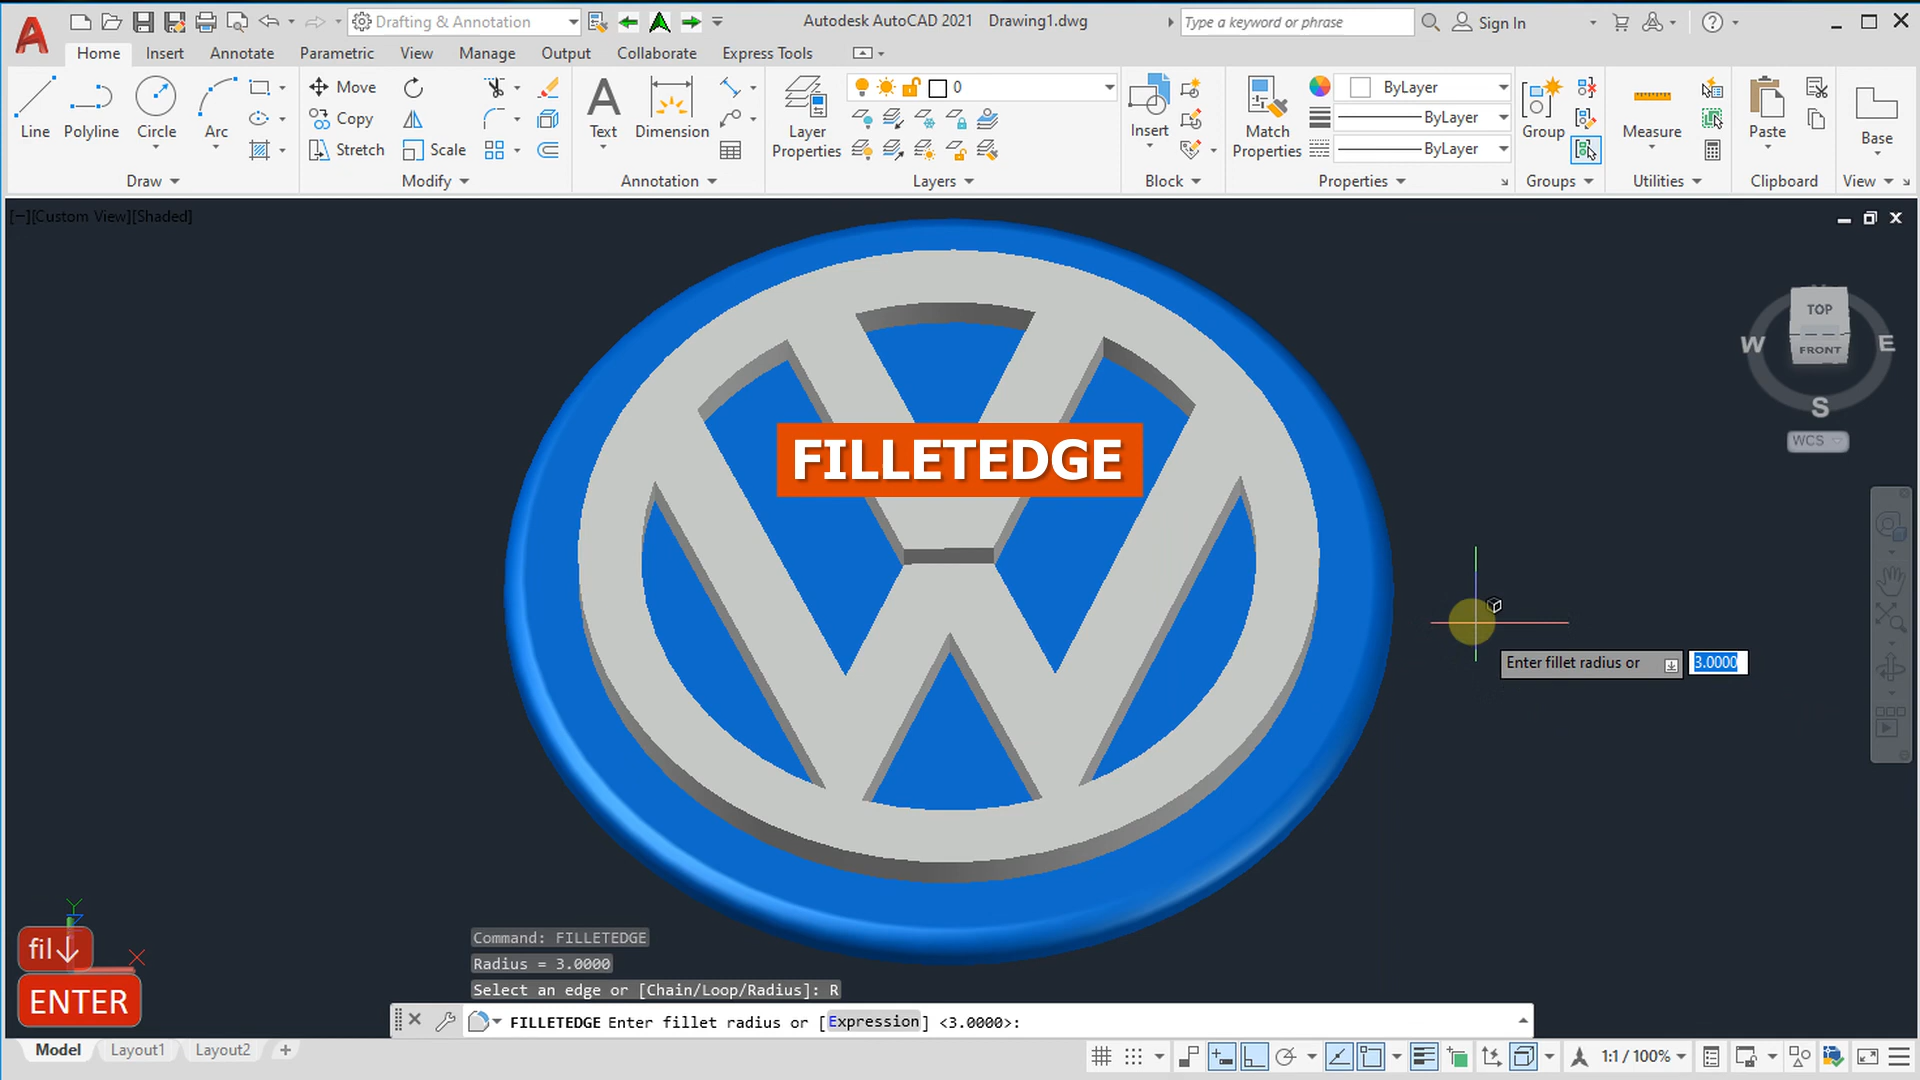 Drafting & Annotation
Autodesk AutoCAD 2021 Drawing1.dwg
Type a keyword or phrase
Sign In
Home Insert Annotate Parametric View Manage Output Collaborate Express Tools
Line Polyline Circle Arc
Draw
Move
Copy
Stretch
Scale
Modify
Text Dimension
Annotation
Layer Properties
0
Layers
Insert
Block
Match Properties
ByLayer
ByLayer
ByLayer
Properties
Group
Groups
Measure
Utilities
Paste
Clipboard
Base
View
[−][Custom View][Shaded]
TOP
FRONT
W E
S
WCS
FILLETEDGE
Enter fillet radius or 3.0000
Y
X
fil↓
ENTER
Command: FILLETEDGE
Radius = 3.0000
Select an edge or [Chain/Loop/Radius]: R
FILLETEDGE Enter fillet radius or [Expression] <3.0000>:
Model Layout1 Layout2 +
1:1 / 100%